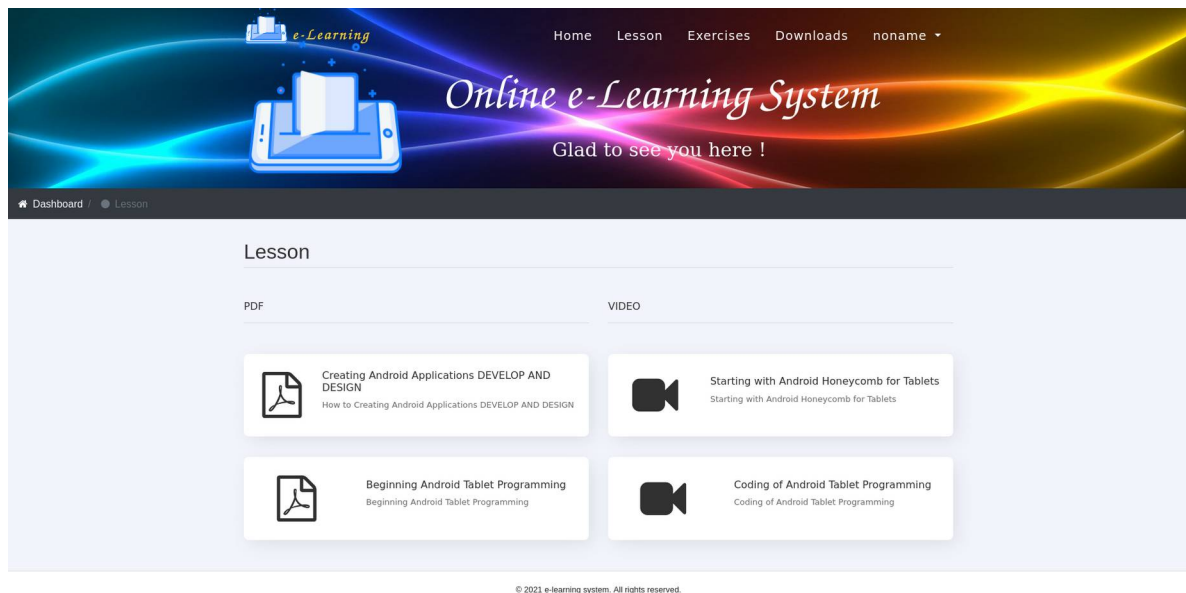 e-Learning
Home Lesson Exercises Downloads noname
Online e-Learning System
Glad to see you here !
Dashboard / Lesson
Lesson
PDF
VIDEO
Creating Android Applications DEVELOP AND
DESIGN
How to Creating Android Applications DEVELOP AND DESIGN
Starting with Android Honeycomb for Tablets
Starting with Android Honeycomb for Tablets
Beginning Android Tablet Programming
Beginning Android Tablet Programming
Coding of Android Tablet Programming
Coding of Android Tablet Programming
© 2021 e-learning system. All rights reserved.